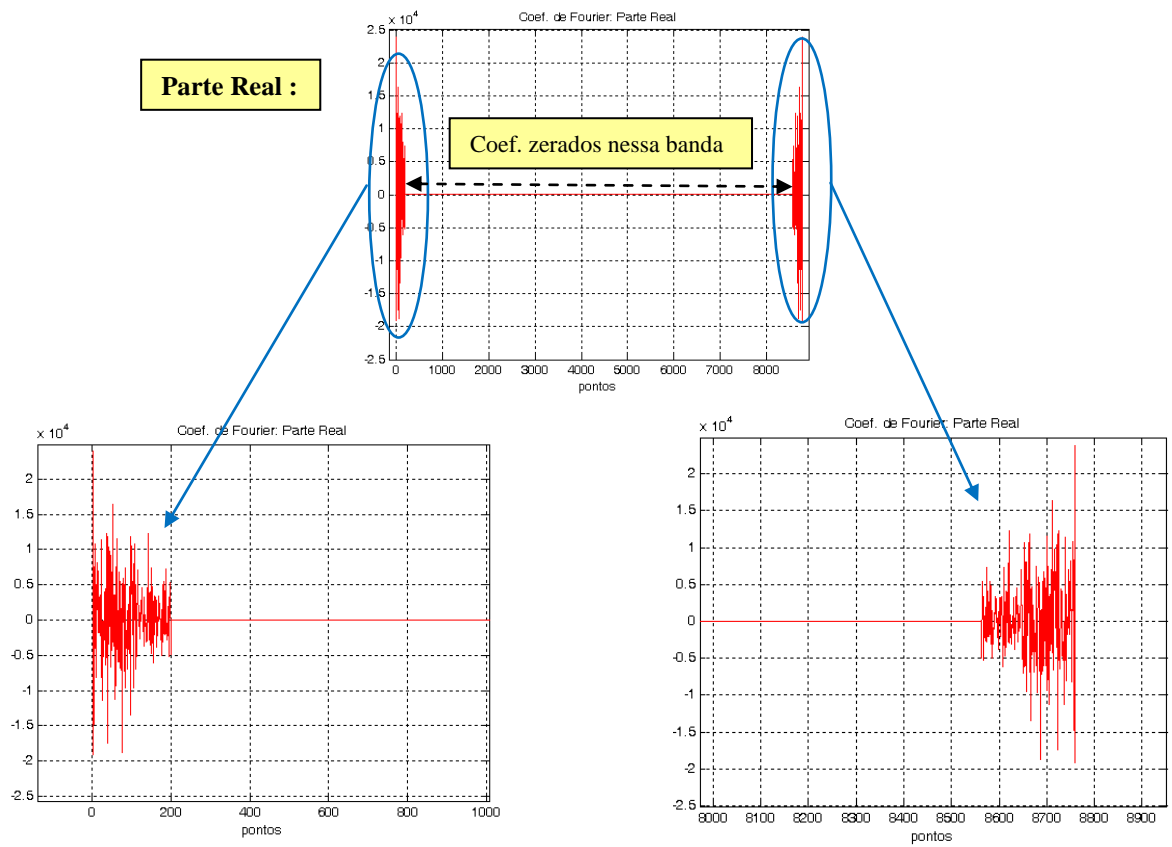 Coef. de Fourier: Parte Real
x 10^4
Parte Real :
Coef. zerados nessa banda
2.5
2
1.5
1
0.5
0
-0.5
-1
-1.5
-2
-2.5
0 1000 2000 3000 4000 5000 6000 7000 8000
pontos
Coef. de Fourier: Parte Real
x 10^4
2
1.5
1
0.5
0
-0.5
-1
-1.5
-2
-2.5
0 200 400 600 800 1000
pontos
Coef. de Fourier: Parte Real
x 10^4
2
1.5
1
0.5
0
-0.5
-1
-1.5
-2
-2.5
8000 8100 8200 8300 8400 8500 8600 8700 8800 8900
pontos